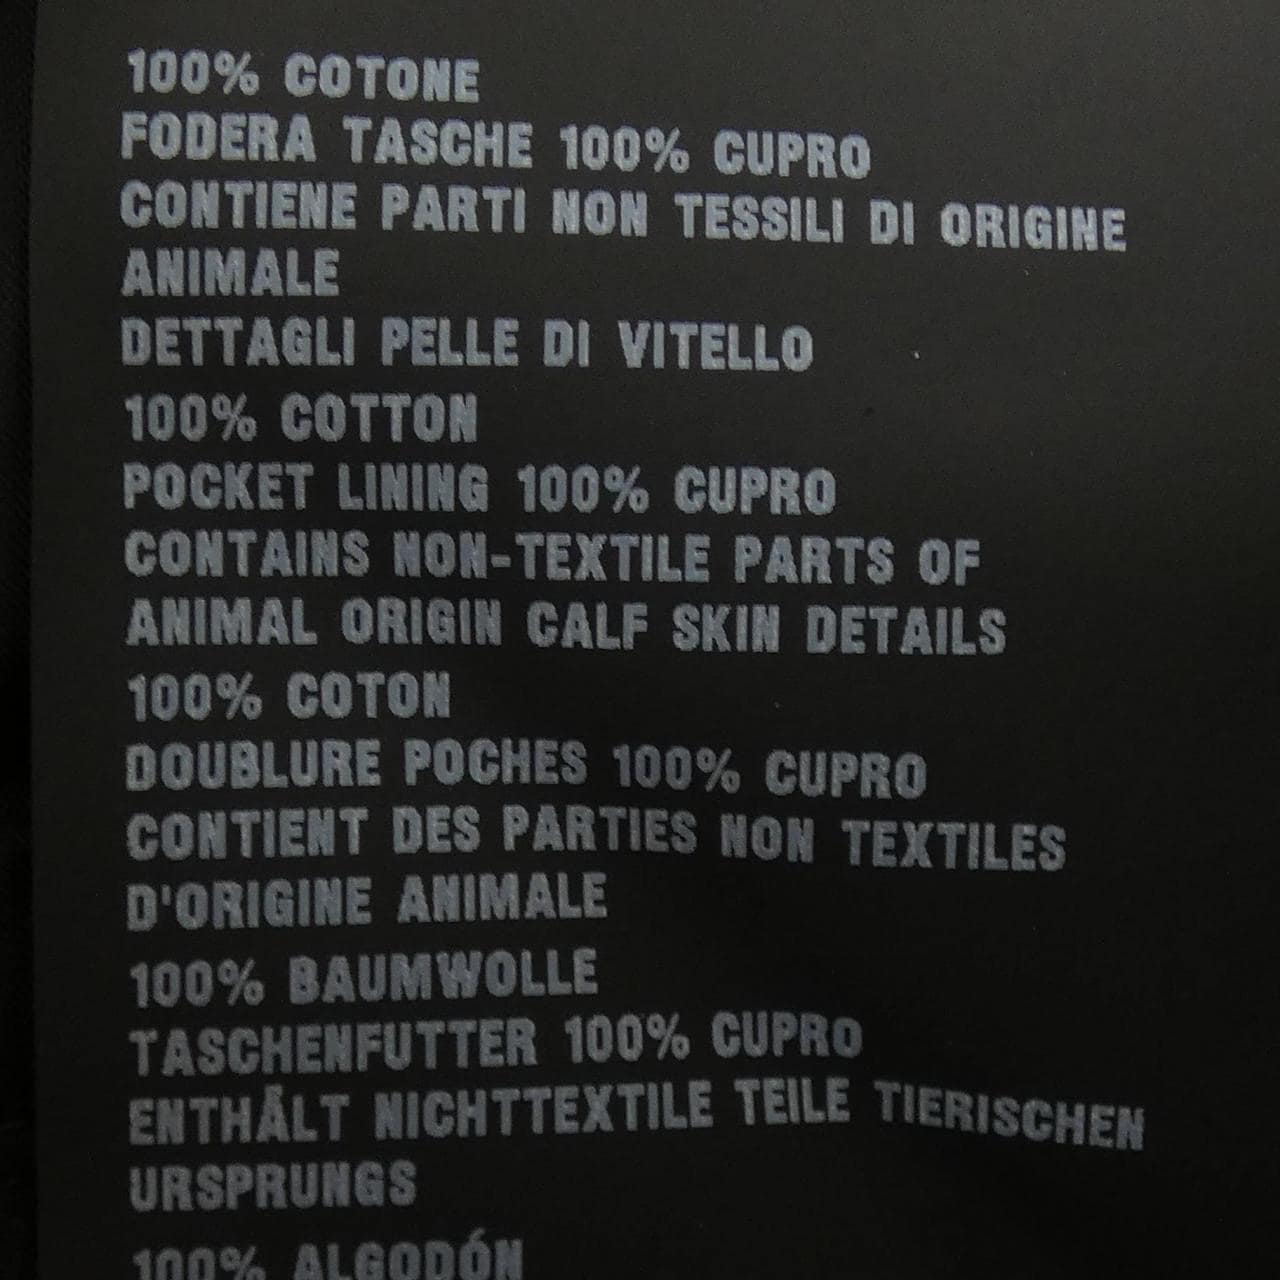 100% COTONE
FODERA TASCHE 100% CUPRO
CONTIENE PARTI NON TESSILI DI ORIGINE
ANIMALE
DETTAGLI PELLE DI VITELLO
100% COTTON
POCKET LINING 100% CUPRO
CONTAINS NON-TEXTILE PARTS OF
ANIMAL ORIGIN CALF SKIN DETAILS
100% COTON
DOUBLURE POCHES 100% CUPRO
CONTIENT DES PARTIES NON TEXTILES
D'ORIGINE ANIMALE
100% BAUMWOLLE
TASCHENFUTTER 100% CUPRO
ENTHÄLT NICHTTEXTILE TEILE TIERISCHEN
URSPRUNGS
100% ALGODÓN